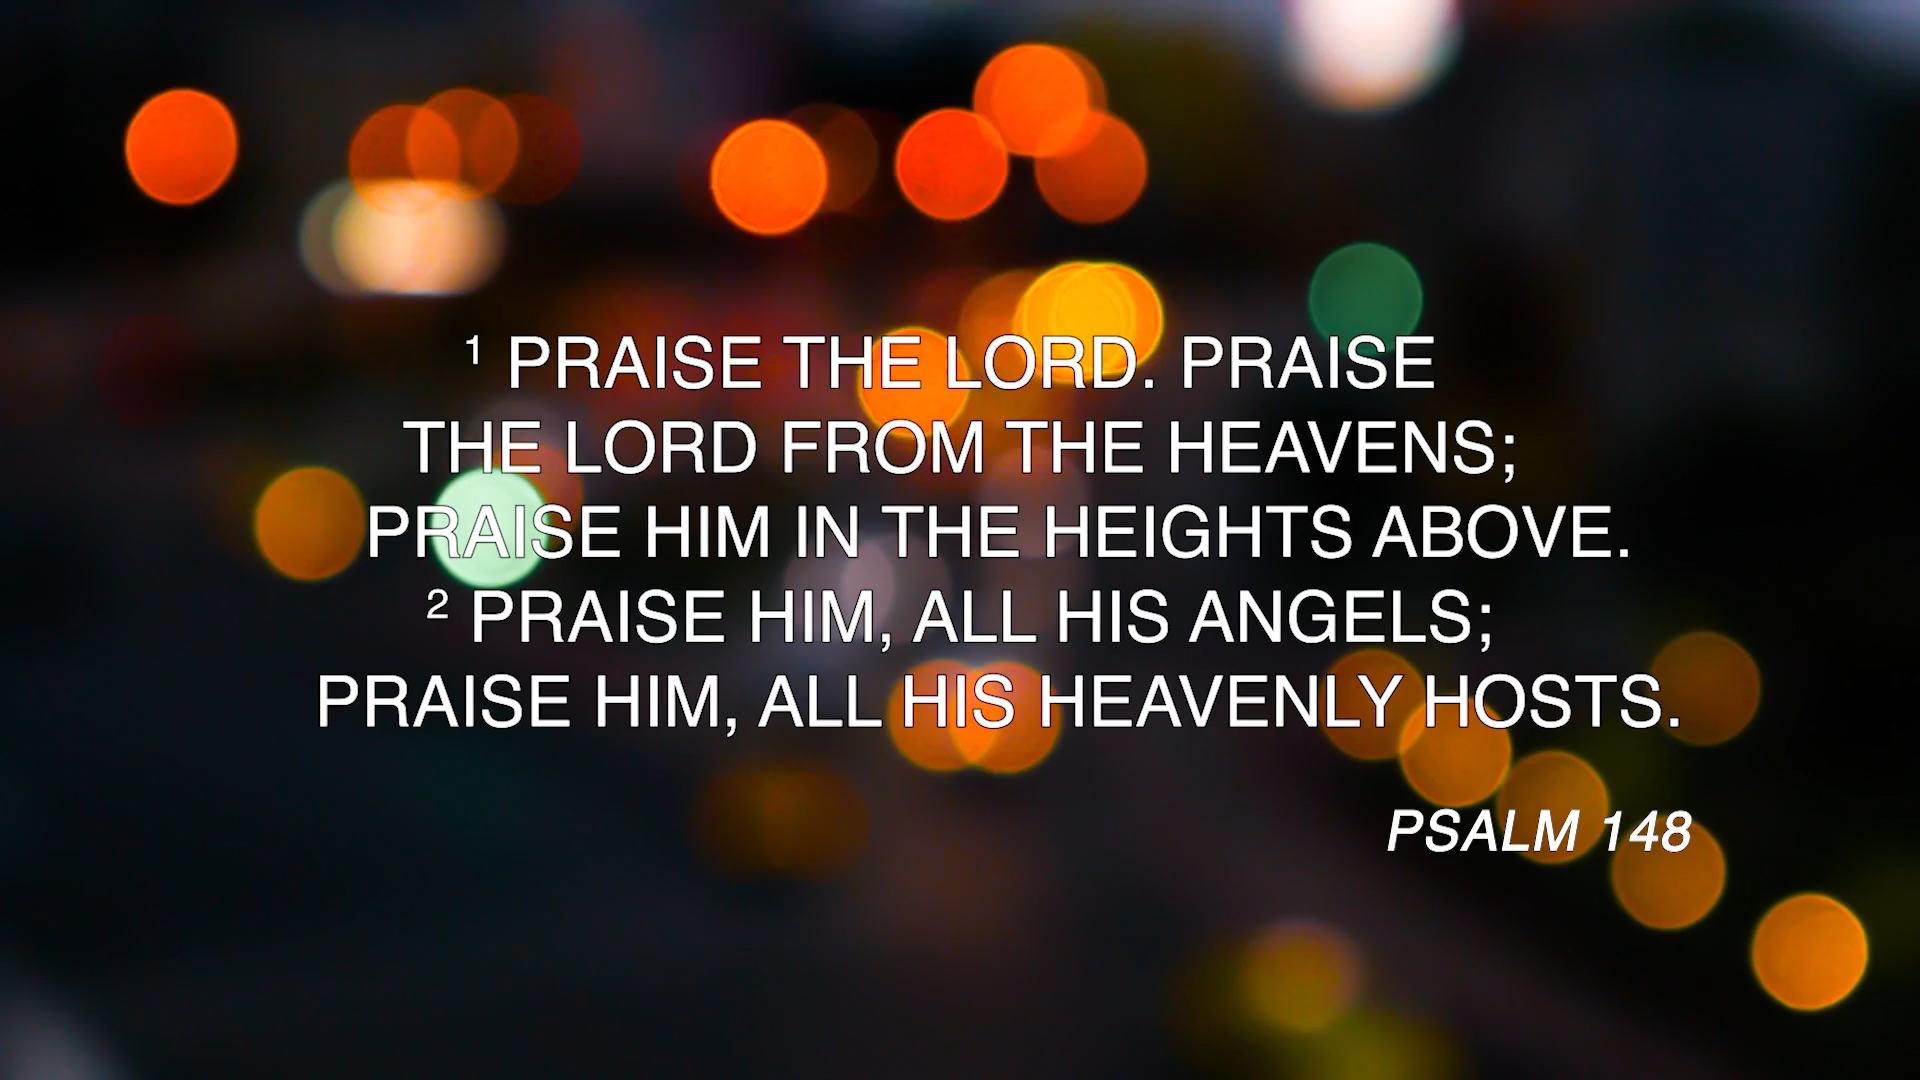 ¹ PRAISE THE LORD. PRAISE
THE LORD FROM THE HEAVENS;
PRAISE HIM IN THE HEIGHTS ABOVE.
² PRAISE HIM, ALL HIS ANGELS;
PRAISE HIM, ALL HIS HEAVENLY HOSTS.
PSALM 148